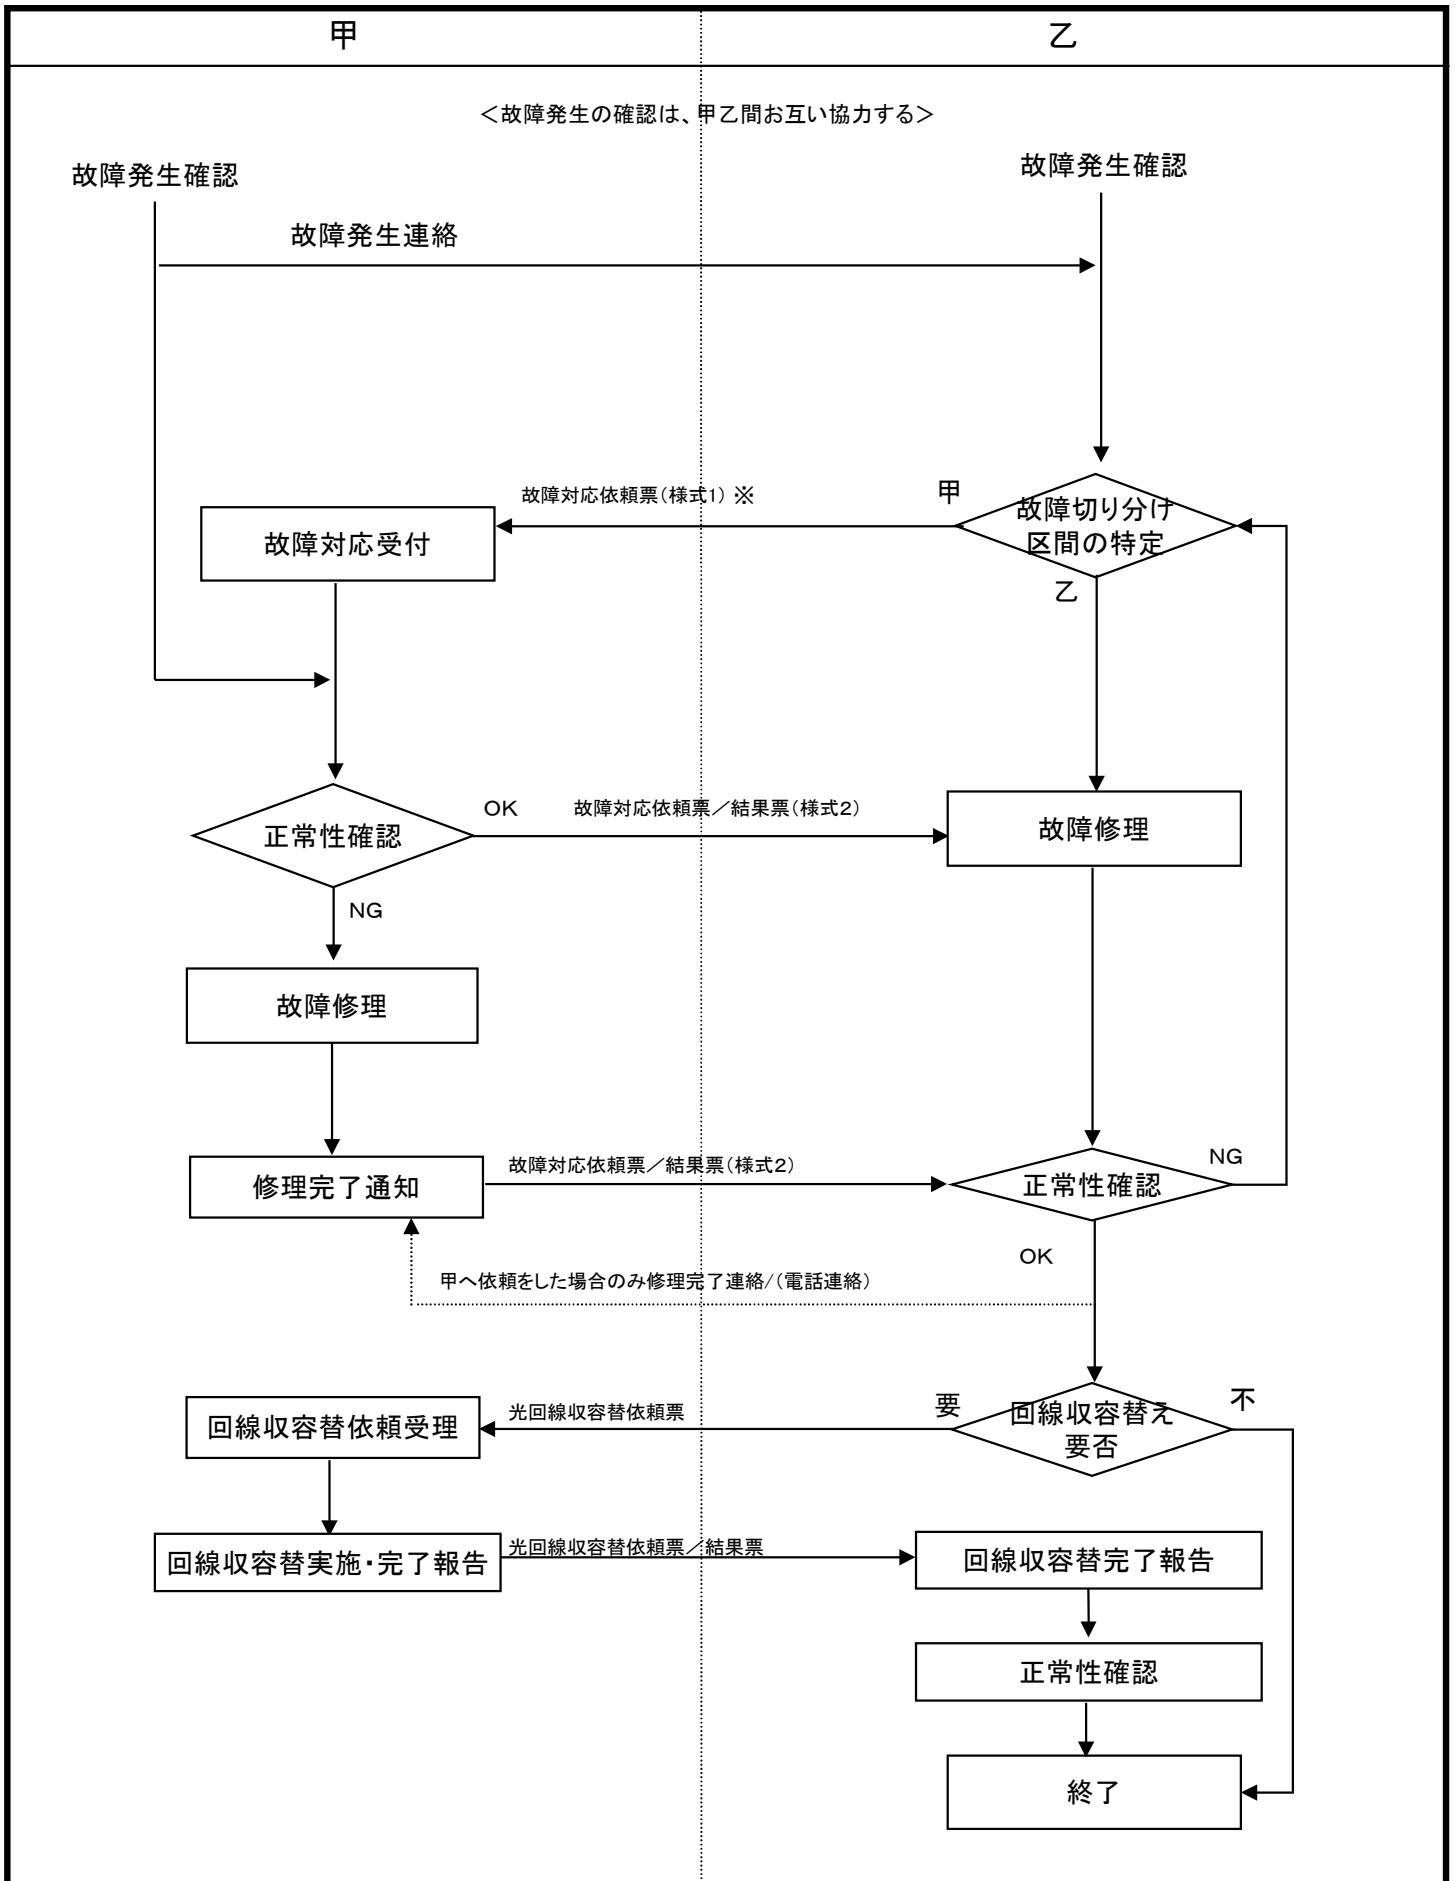 甲
乙
＜故障発生の確認は、甲乙間お互い協力する＞
故障発生確認
故障発生確認
故障発生連絡
故障対応依頼票（様式1）※
甲
故障切り分け
区間の特定
故障対応受付
乙
正常性確認
OK
故障対応依頼票／結果票（様式２）
故障修理
NG
故障修理
修理完了通知
故障対応依頼票／結果票（様式２）
正常性確認
NG
OK
甲へ依頼をした場合のみ修理完了連絡/（電話連絡）
回線収容替依頼受理
光回線収容替依頼票
要
回線収容替え
要否
不
回線収容替実施・完了報告
光回線収容替依頼票／結果票
回線収容替完了報告
正常性確認
終了